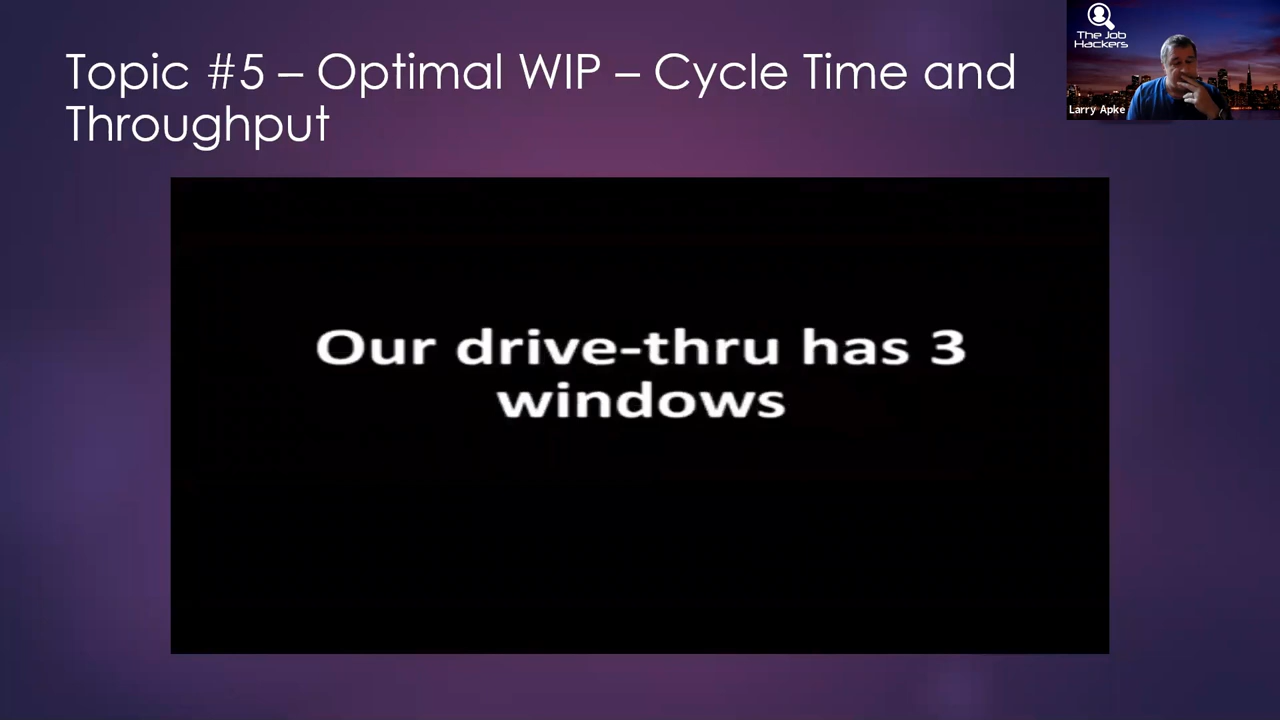 Topic #5 – Optimal WIP – Cycle Time and
Throughput
The Job
Hackers
Larry Apke
Our drive-thru has 3
windows